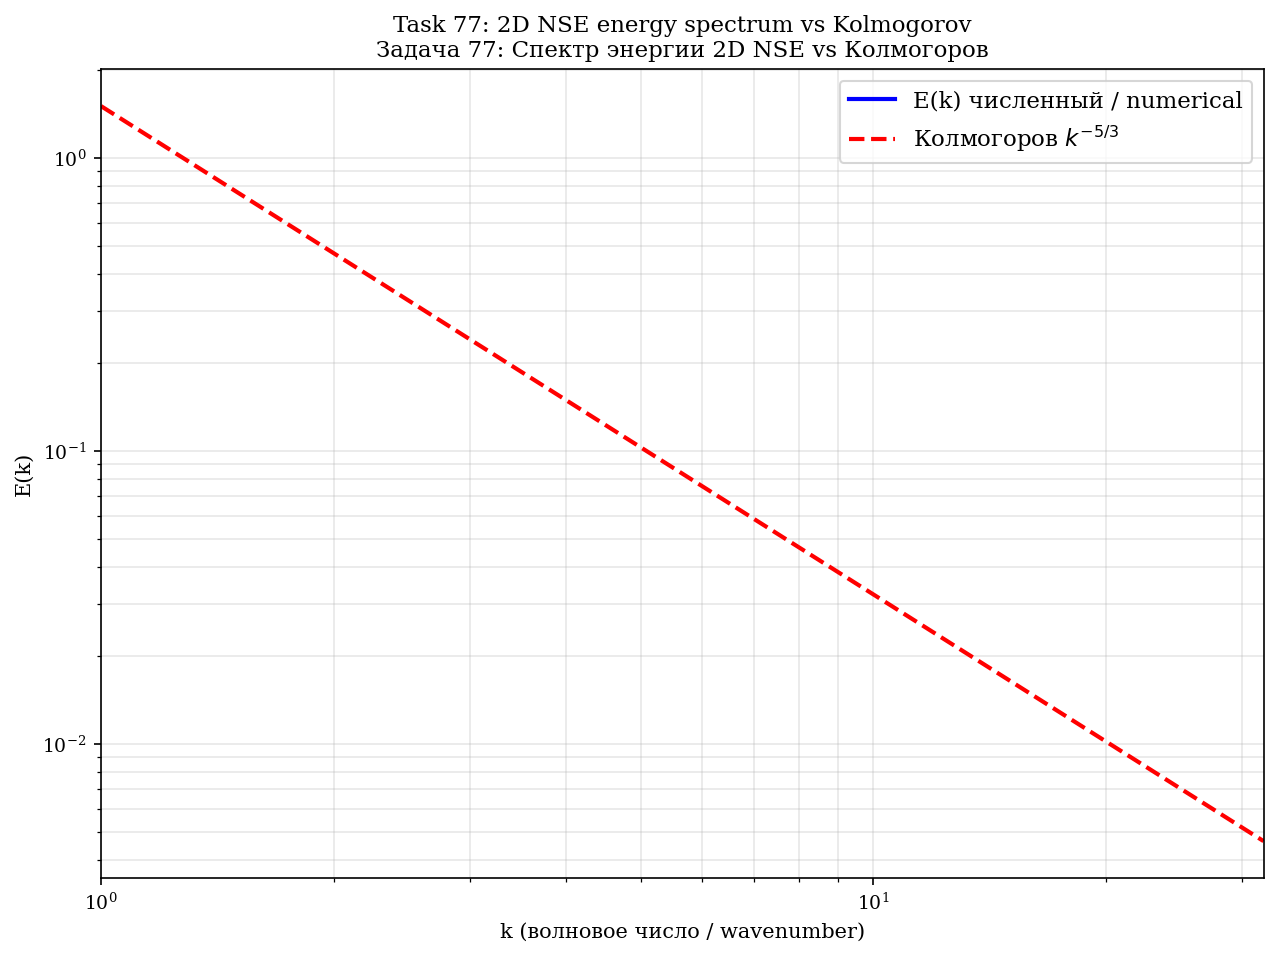 Task 77: 2D NSE energy spectrum vs Kolmogorov
Задача 77: Спектр энергии 2D NSE vs Колмогоров
E(k) численный / numerical
Колмогоров $k^{-5/3}$
E(k)
$10^{0}$
$10^{-1}$
$10^{-2}$
$10^{0}$
$10^{1}$
k (волновое число / wavenumber)